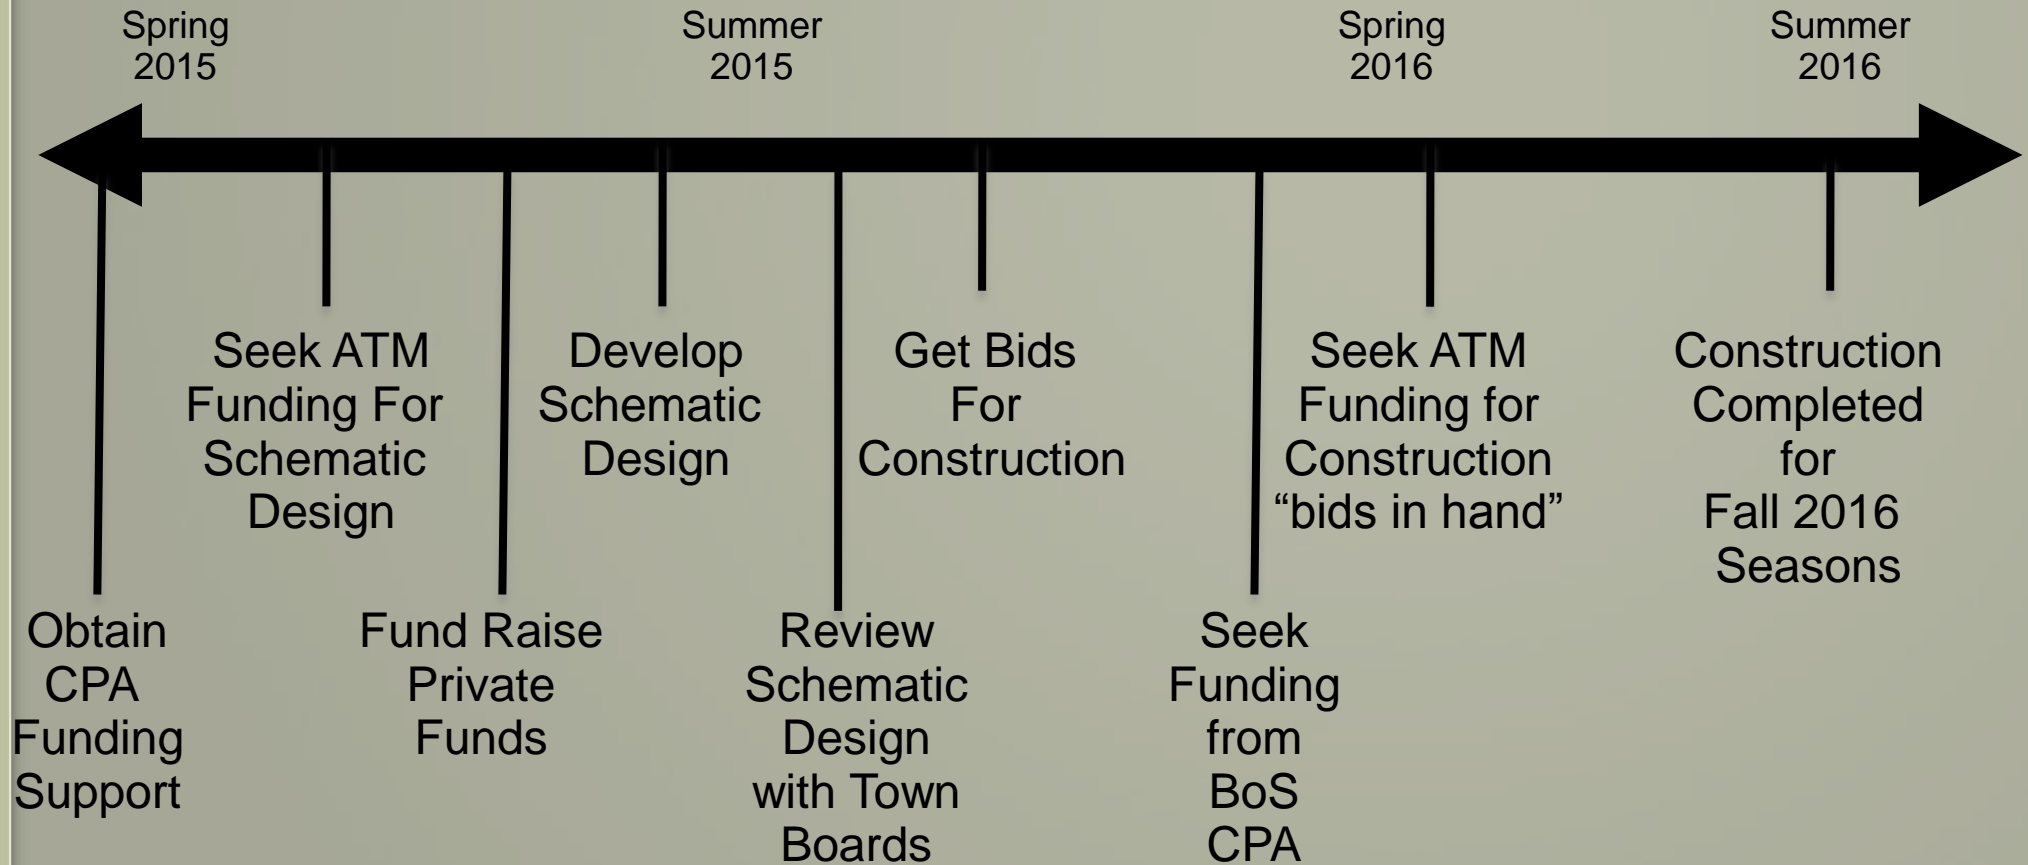 Spring
2015
Summer
2015
Spring
2016
Summer
2016
Seek ATM
Funding For
Schematic
Design
Develop
Schematic
Design
Get Bids
For
Construction
Seek ATM
Funding for
Construction
“bids in hand”
Construction
Completed
for
Fall 2016
Seasons
Obtain
CPA
Funding
Support
Fund Raise
Private
Funds
Review
Schematic
Design
with Town
Boards
Seek
Funding
from
BoS
CPA